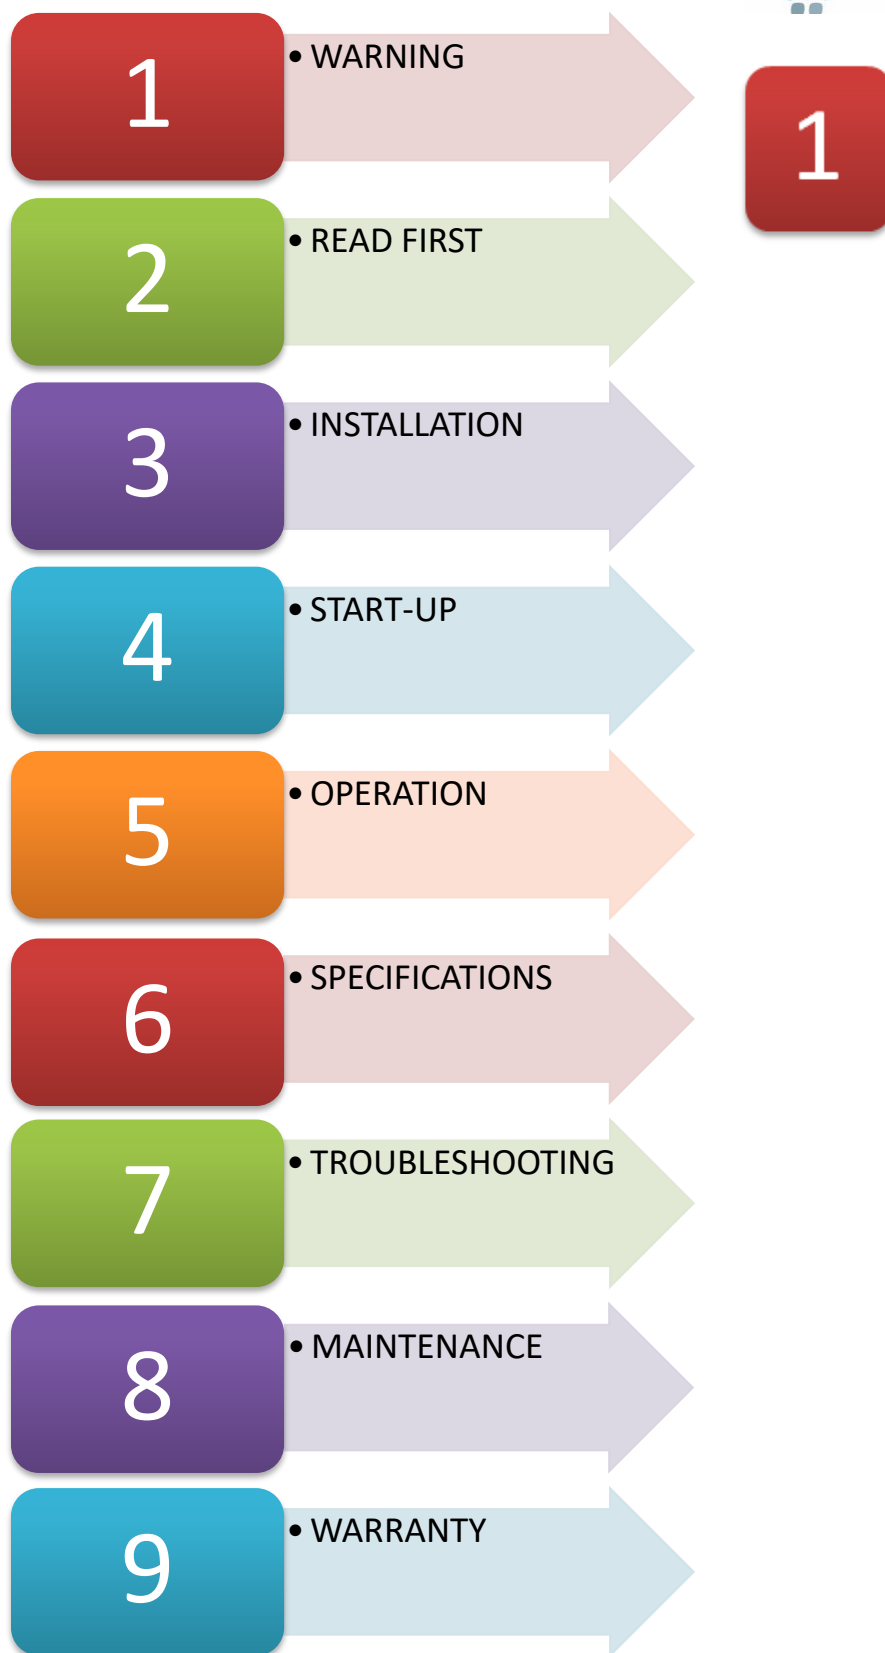 1
• WARNING
1
2
• READ FIRST
3
• INSTALLATION
4
• START-UP
5
• OPERATION
6
• SPECIFICATIONS
7
• TROUBLESHOOTING
8
• MAINTENANCE
9
• WARRANTY